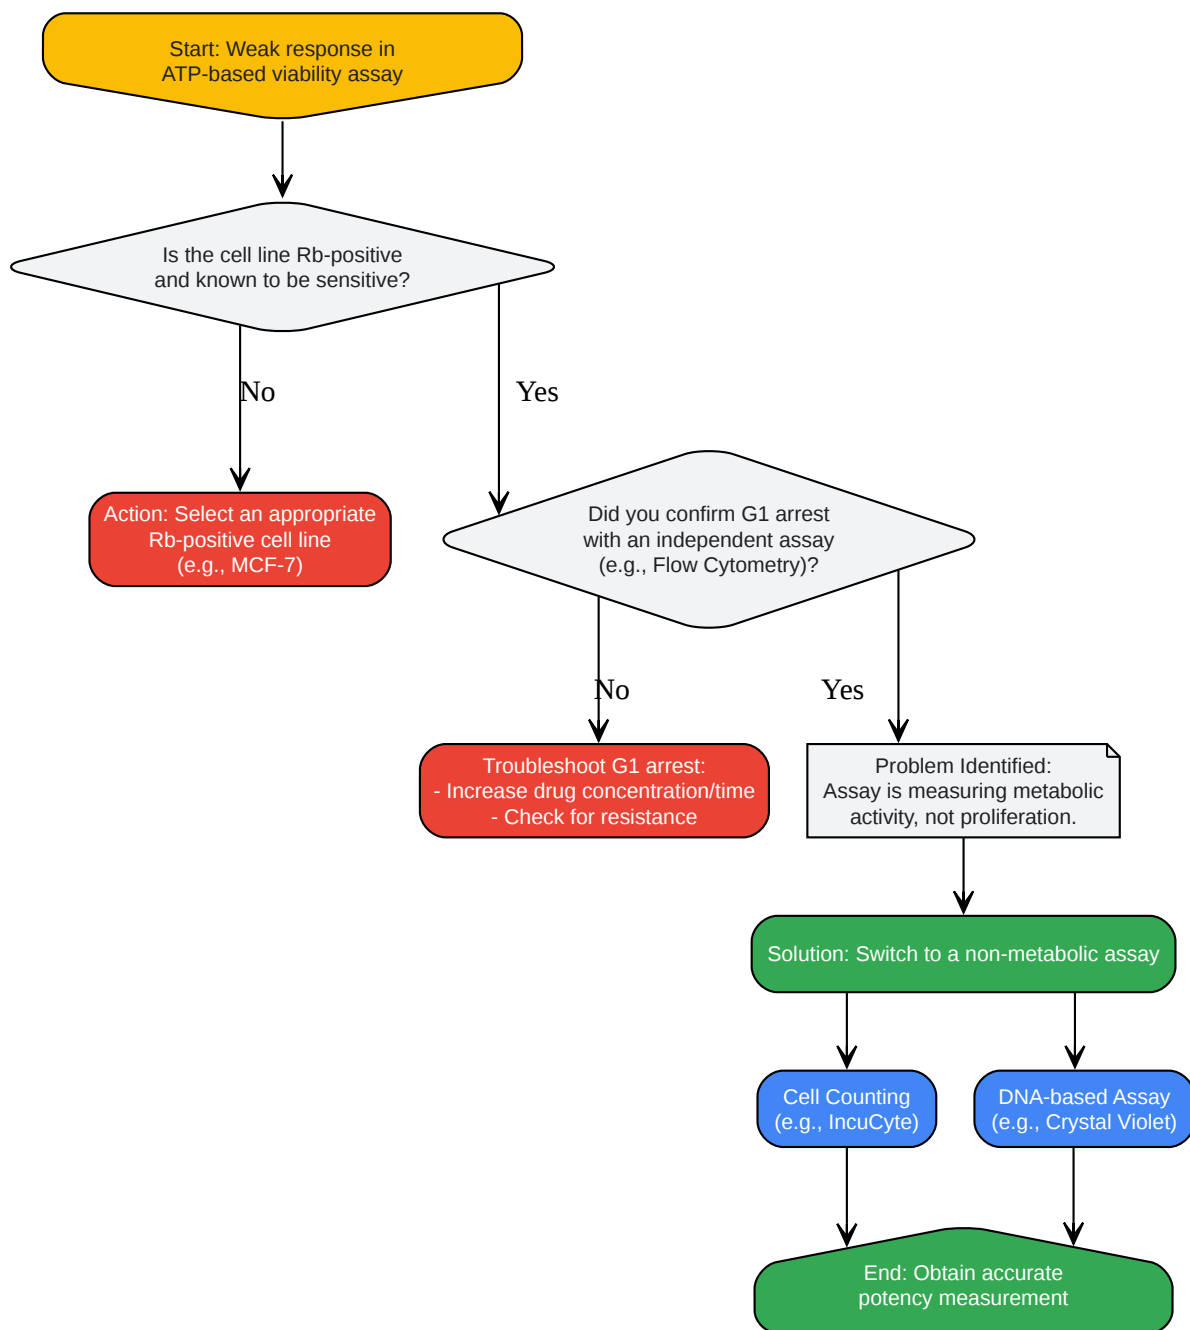 Start: Weak response in
ATP-based viability assay
Is the cell line Rb-positive
and known to be sensitive?
No
Yes
Action: Select an appropriate
Rb-positive cell line
(e.g., MCF-7)
Did you confirm G1 arrest
with an independent assay
(e.g., Flow Cytometry)?
No
Yes
Troubleshoot G1 arrest:
- Increase drug concentration/time
- Check for resistance
Problem Identified:
Assay is measuring metabolic
activity, not proliferation.
Solution: Switch to a non-metabolic assay
Cell Counting
(e.g., IncuCyte)
DNA-based Assay
(e.g., Crystal Violet)
End: Obtain accurate
potency measurement